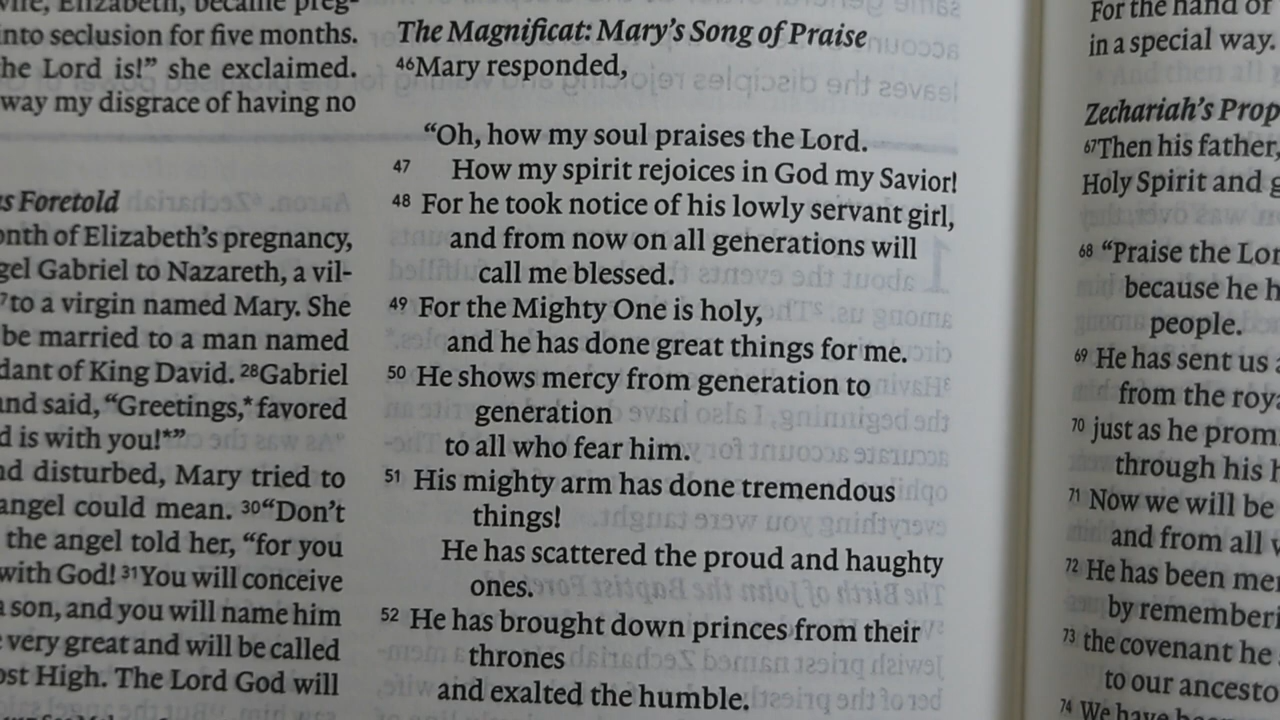 wife, Elizabeth, became preg-
into seclusion for five months.
the Lord is!” she exclaimed.
way my disgrace of having no
Foretold
onth of Elizabeth’s pregnancy,
gel Gabriel to Nazareth, a vil-
27to a virgin named Mary. She
be married to a man named
dant of King David. 28Gabriel
and said, “Greetings,* favored
d is with you!*”
nd disturbed, Mary tried to
angel could mean. 30“Don’t
the angel told her, “for you
with God! 31You will conceive
a son, and you will name him
very great and will be called
ost High. The Lord God will
The Magnificat: Mary’s Song of Praise
46Mary responded,
“Oh, how my soul praises the Lord.
47 How my spirit rejoices in God my Savior!
48 For he took notice of his lowly servant girl,
and from now on all generations will
call me blessed.
49 For the Mighty One is holy,
and he has done great things for me.
50 He shows mercy from generation to
generation
to all who fear him.
51 His mighty arm has done tremendous
things!
He has scattered the proud and haughty
ones.
52 He has brought down princes from their
thrones
and exalted the humble.
For the hand of
in a special way.
Zechariah’s Prop
67Then his father,
Holy Spirit and g
68 “Praise the Lor
because he h
people.
69 He has sent us a
from the roya
70 just as he prom
through his h
71 Now we will be
and from all
72 He has been mer
by rememberi
73 the covenant he
to our ancesto
74 We have